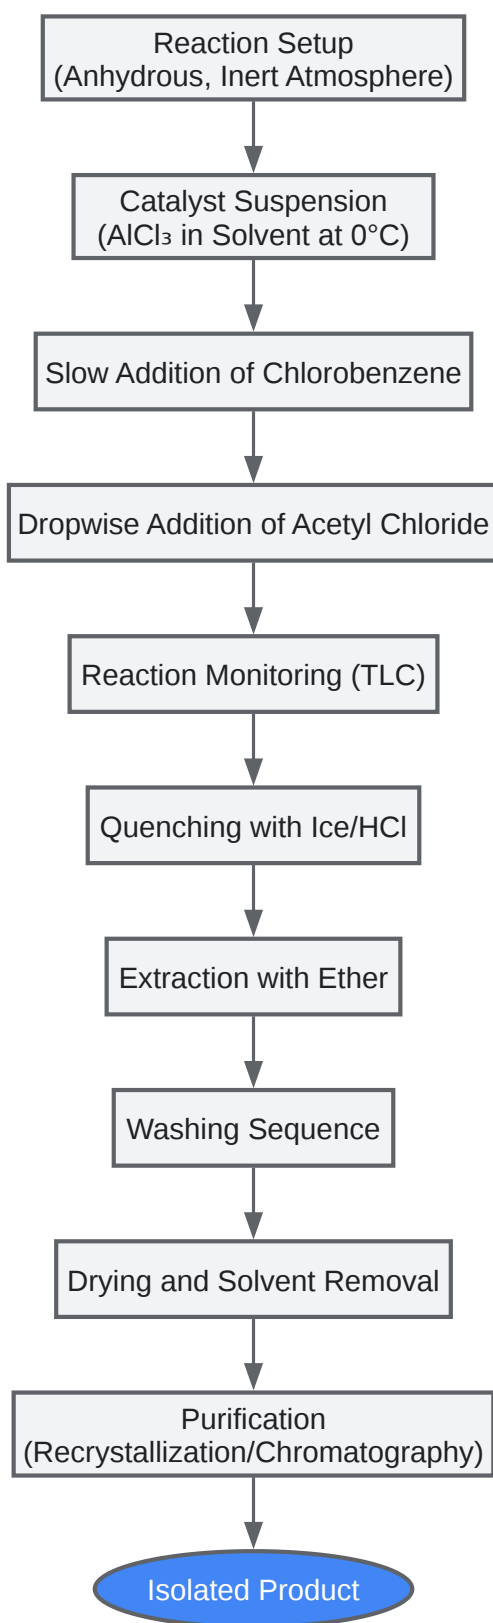 Reaction Setup
(Anhydrous, Inert Atmosphere)
Catalyst Suspension
(AlCl₃ in Solvent at 0°C)
Slow Addition of Chlorobenzene
Dropwise Addition of Acetyl Chloride
Reaction Monitoring (TLC)
Quenching with Ice/HCl
Extraction with Ether
Washing Sequence
Drying and Solvent Removal
Purification
(Recrystallization/Chromatography)
Isolated Product